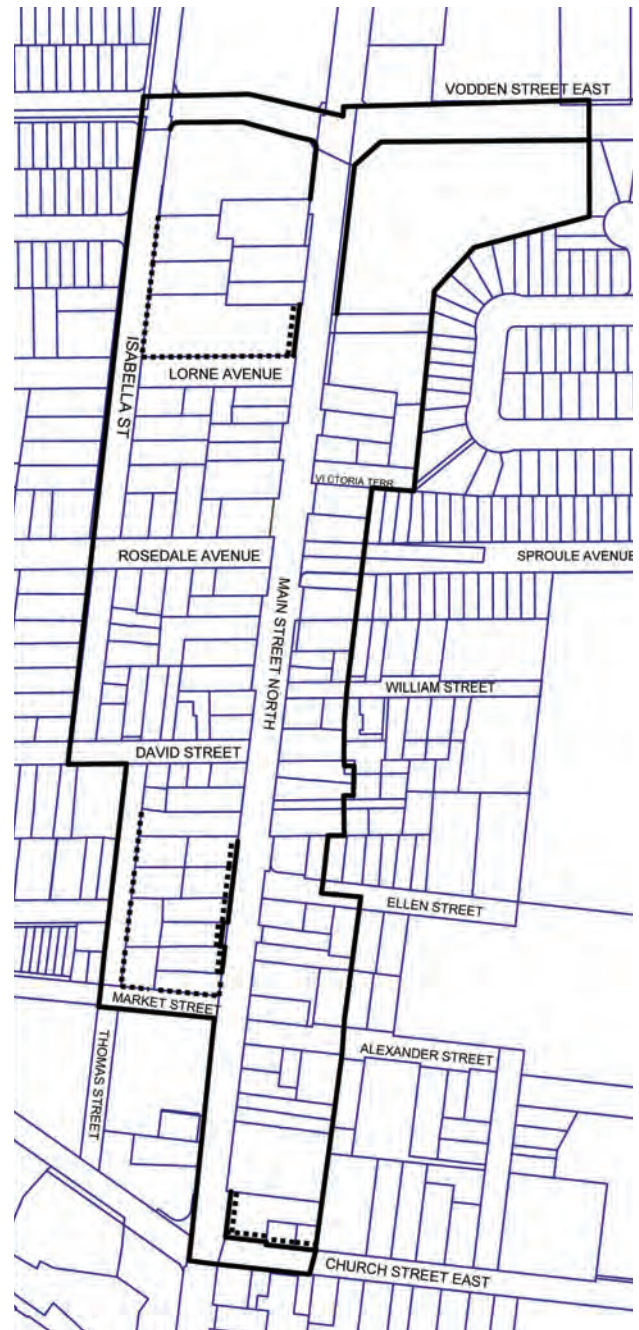 VODDEN STREET EAST
ISABELLA ST
LORNE AVENUE
VICTORIA TERR
ROSEDALE AVENUE
SPROULE AVENUE
MAIN STREET NORTH
WILLIAM STREET
DAVID STREET
ELLEN STREET
MARKET STREET
THOMAS STREET
ALEXANDER STREET
CHURCH STREET EAST